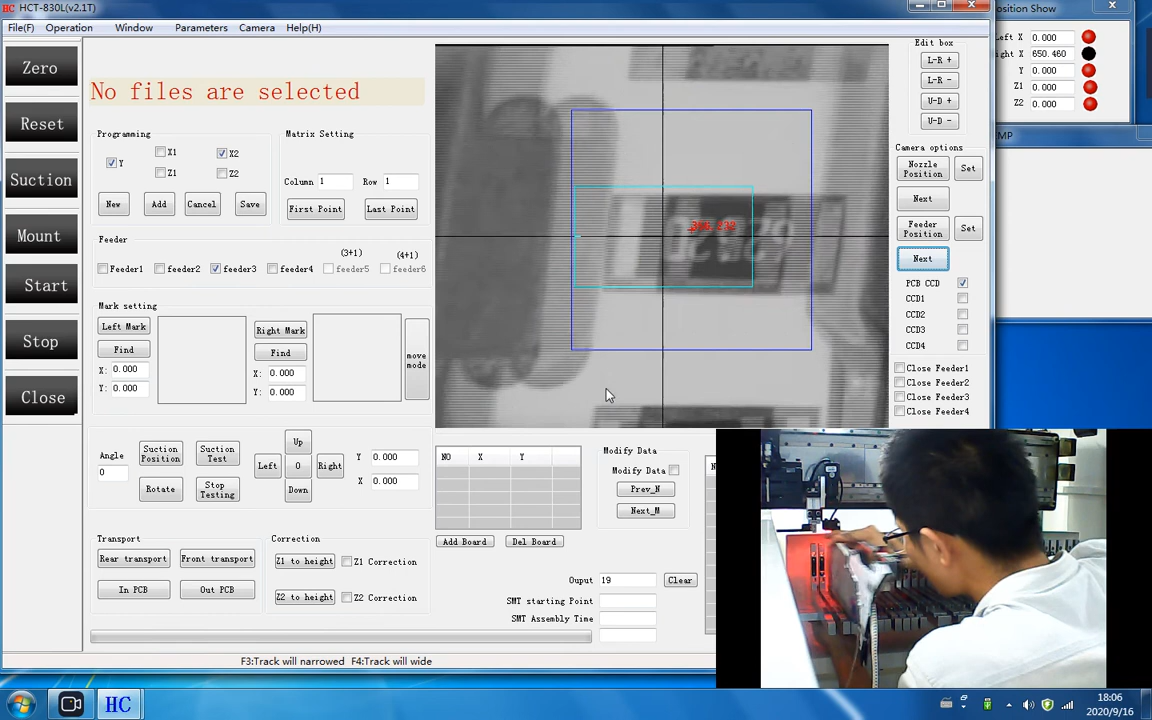 HC HCT-830L(v2.1T)
File(F) Operation Window Parameters Camera Help(H)
Zero
Reset
Suction
Mount
Start
Stop
Close
No files are selected
Programming
Y X1 X2
Z1 Z2
New Add Cancel Save
Matrix Setting
Column 1 Row 1
First Point Last Point
Feeder
(3+1) (4+1)
Feeder1 feeder2 feeder3 feeder4 feeder5 feeder6
Mark setting
Left Mark
Find
X: 0.000
Y: 0.000
Right Mark
Find
X: 0.000
Y: 0.000
move
mode
Angle
0
Suction
Position
Suction
Test
Rotate
Stop
Testing
Up
Left 0 Right
Down
Y 0.000
X 0.000
Transport
Rear transport Front transport
In PCB Out PCB
Correction
Z1 to height Z1 Correction
Z2 to height Z2 Correction
F3:Track will narrowed F4:Track will wide
Edit box
L-R +
L-R -
U-D +
U-D -
Camera options
Nozzle
Position
Set
Next
Feeder
Position
Set
Next
PCB CCD
CCD1
CCD2
CCD3
CCD4
Close Feeder1
Close Feeder2
Close Feeder3
Close Feeder4
NO X Y
Add Board Del Board
Modify Data
Modify Data
Prev_N
Next_M
N
Ouput 19 Clear
SMT starting Point
SMT Assembly Time
osition Show
Left X 0.000
ight X 650.460
Y 0.000
Z1 0.000
Z2 0.000
MP
HC
18:06
2020/9/16